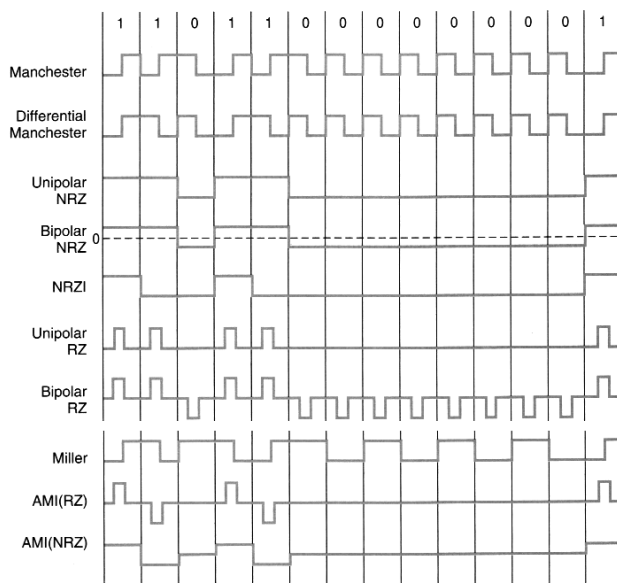 1 1 0 1 1 0 0 0 0 0 0 0 0 1
Manchester
Differential
Manchester
Unipolar
NRZ
Bipolar
0
NRZ
NRZI
Unipolar
RZ
Bipolar
RZ
Miller
AMI(RZ)
AMI(NRZ)